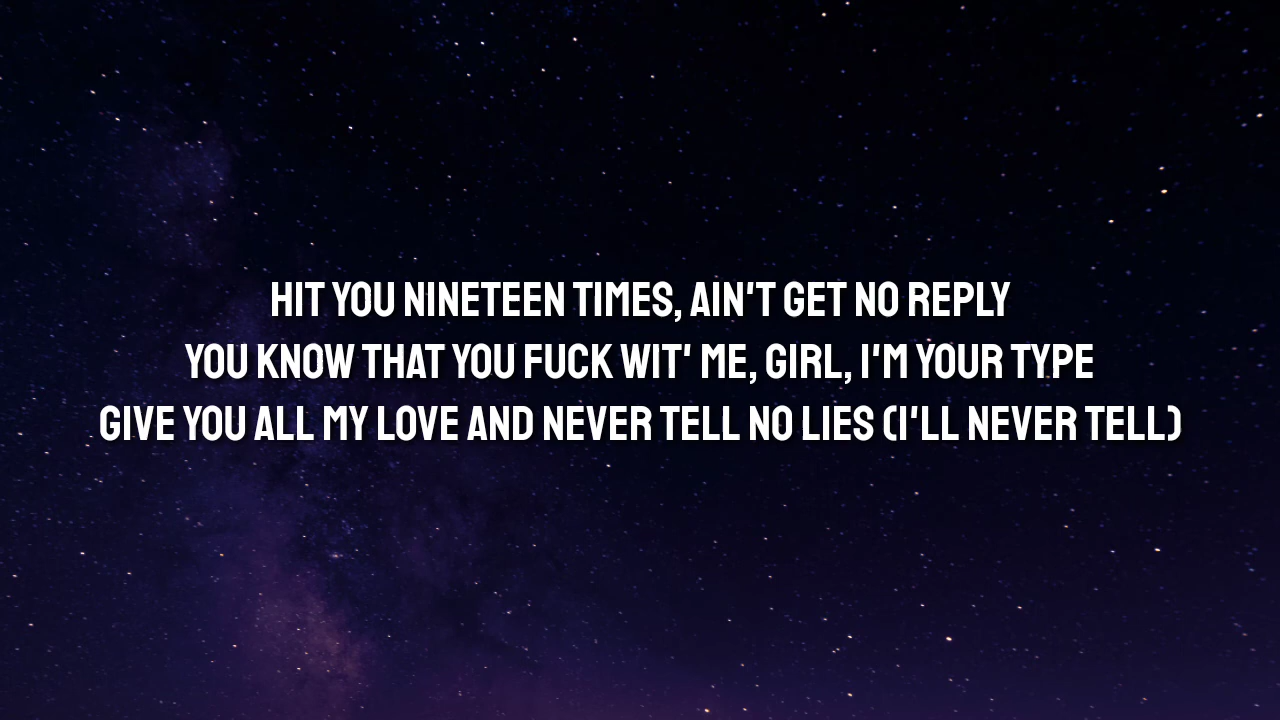 HIT YOU NINETEEN TIMES, AIN'T GET NO REPLY
YOU KNOW THAT YOU FUCK WIT' ME, GIRL, I'M YOUR TYPE
GIVE YOU ALL MY LOVE AND NEVER TELL NO LIES (I'LL NEVER TELL)